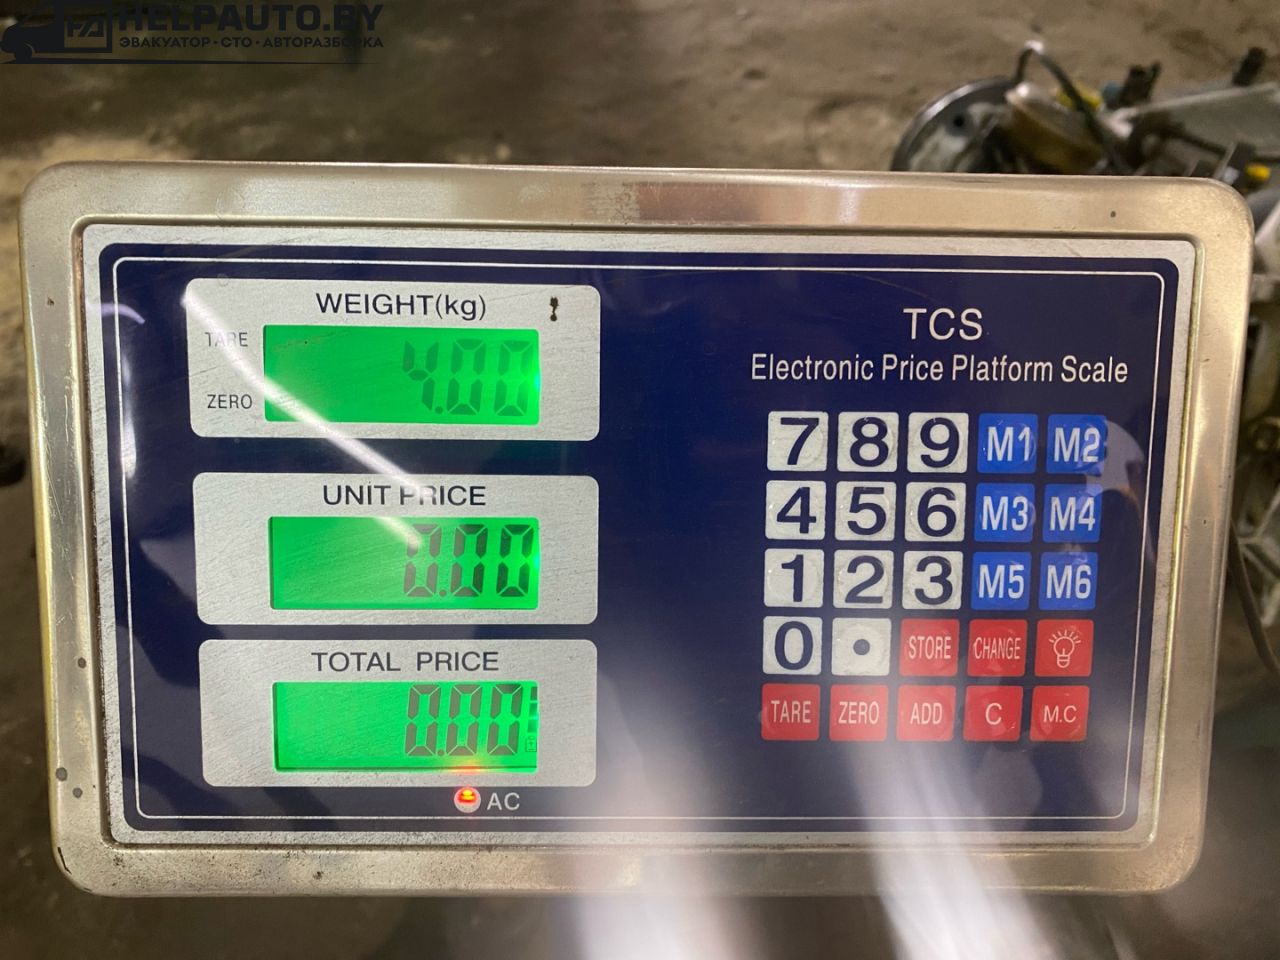 HELPAUTO.BY
ЭВАКУАТОР·СТО·АВТОРАЗБОРКА
WEIGHT(kg)
TARE
4.00
ZERO
UNIT PRICE
0.00
TOTAL PRICE
0.00
AC
TCS
Electronic Price Platform Scale
7 8 9 M1 M2
4 5 6 M3 M4
1 2 3 M5 M6
0 • STORE CHANGE
TARE ZERO ADD C M.C